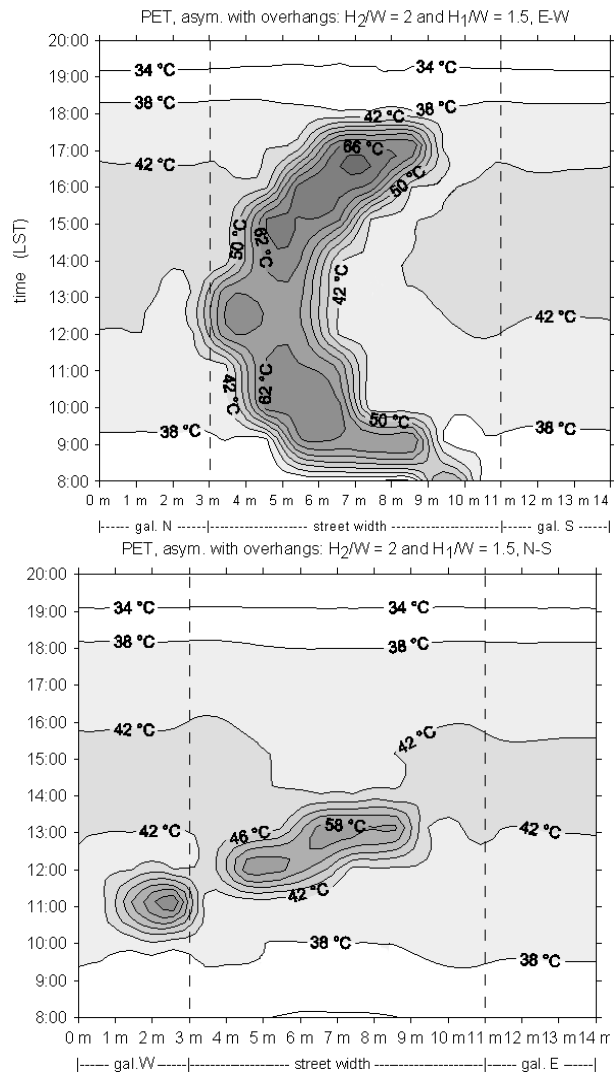 PET, asym. with overhangs: H2/W = 2 and H1/W = 1.5, E-W
20:00
34 °C 34 °C
19:00
38 °C 38 °C
18:00
42 °C
17:00
42 °C 66 °C
50 °C
16:00
15:00
50 °C 62 °C
14:00
42 °C
13:00
42 °C
12:00
11:00
42 °C 62 °C
10:00
50 °C
38 °C 38 °C
9:00
8:00
time (LST)
0 m 1 m 2 m 3 m 4 m 5 m 6 m 7 m 8 m 9 m 10 m 11 m 12 m 13 m 14 m
|----- gal. N -----|---------- street width ----------|----- gal. S -----|
PET, asym. with overhangs: H2/W = 2 and H1/W = 1.5, N-S
20:00
34 °C 34 °C
19:00
38 °C 38 °C
18:00
17:00
16:00
42 °C 42 °C
15:00
14:00
42 °C 46 °C 58 °C 42 °C
13:00
12:00
42 °C
11:00
10:00
38 °C 38 °C
9:00
8:00
0 m 1 m 2 m 3 m 4 m 5 m 6 m 7 m 8 m 9 m 10 m 11 m 12 m 13 m 14 m
|----- gal.W -----|---------- street width ----------|----- gal. E -----|